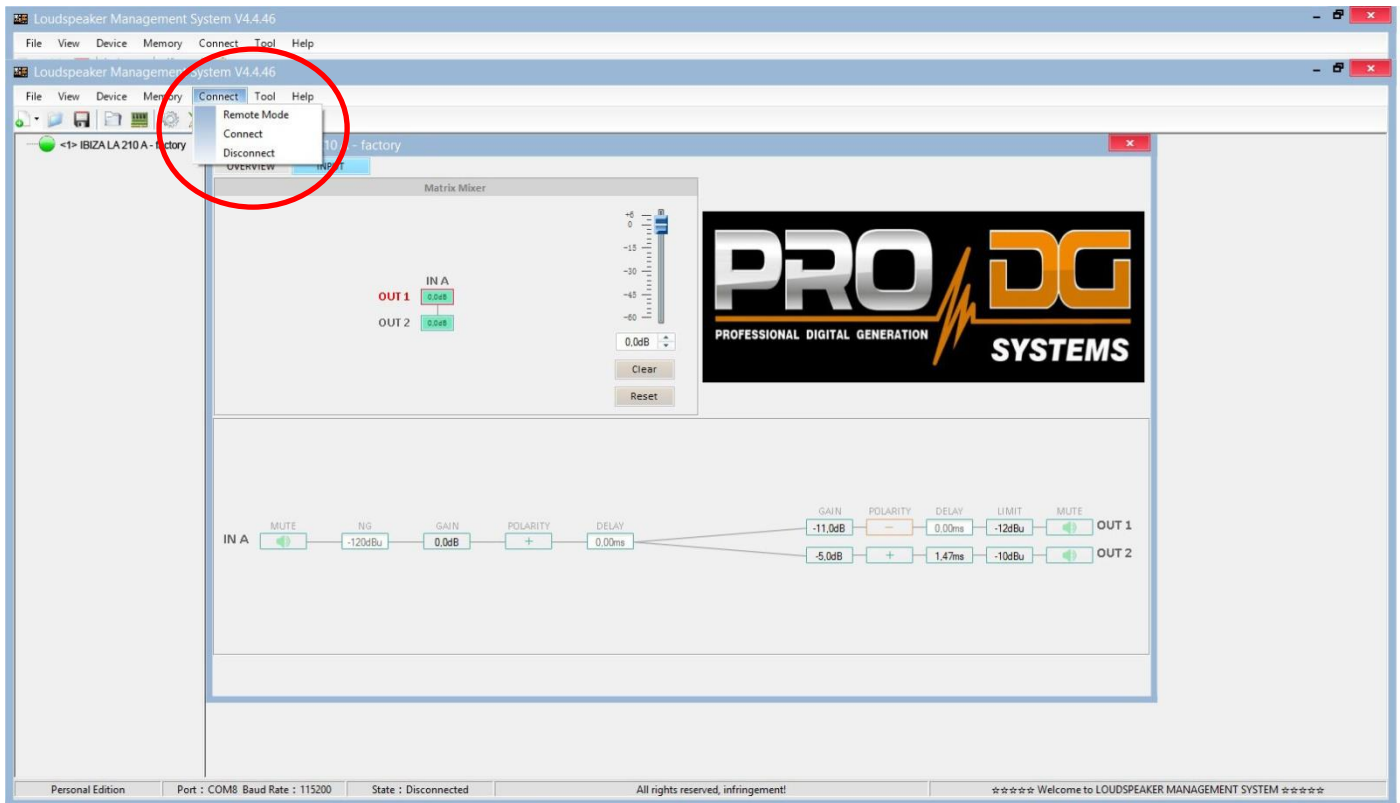 Loudspeaker Management System V4.4.46
File View Device Memory Connect Tool Help
Loudspeaker Management System V4.4.46
File View Device Memory Connect Tool Help
Remote Mode
Connect
Disconnect
<1> IBIZA LA 210 A - factory
10 - factory
OVERVIEW INPUT
Matrix Mixer
+6
0
-15
-30
-45
-60
IN A
OUT 1 0,0dB
OUT 2 0,0dB
0,0dB
Clear
Reset
PRO DG
PROFESSIONAL DIGITAL GENERATION
SYSTEMS
GAIN POLARITY DELAY LIMIT MUTE
-11,0dB − 0,00ms -12dBu OUT 1
MUTE NG GAIN POLARITY DELAY
IN A -120dBu 0,0dB + 0,00ms
-5,0dB + 1,47ms -10dBu OUT 2
Personal Edition Port : COM8 Baud Rate : 115200 State : Disconnected All rights reserved, infringement! ☆☆☆☆☆ Welcome to LOUDSPEAKER MANAGEMENT SYSTEM ☆☆☆☆☆